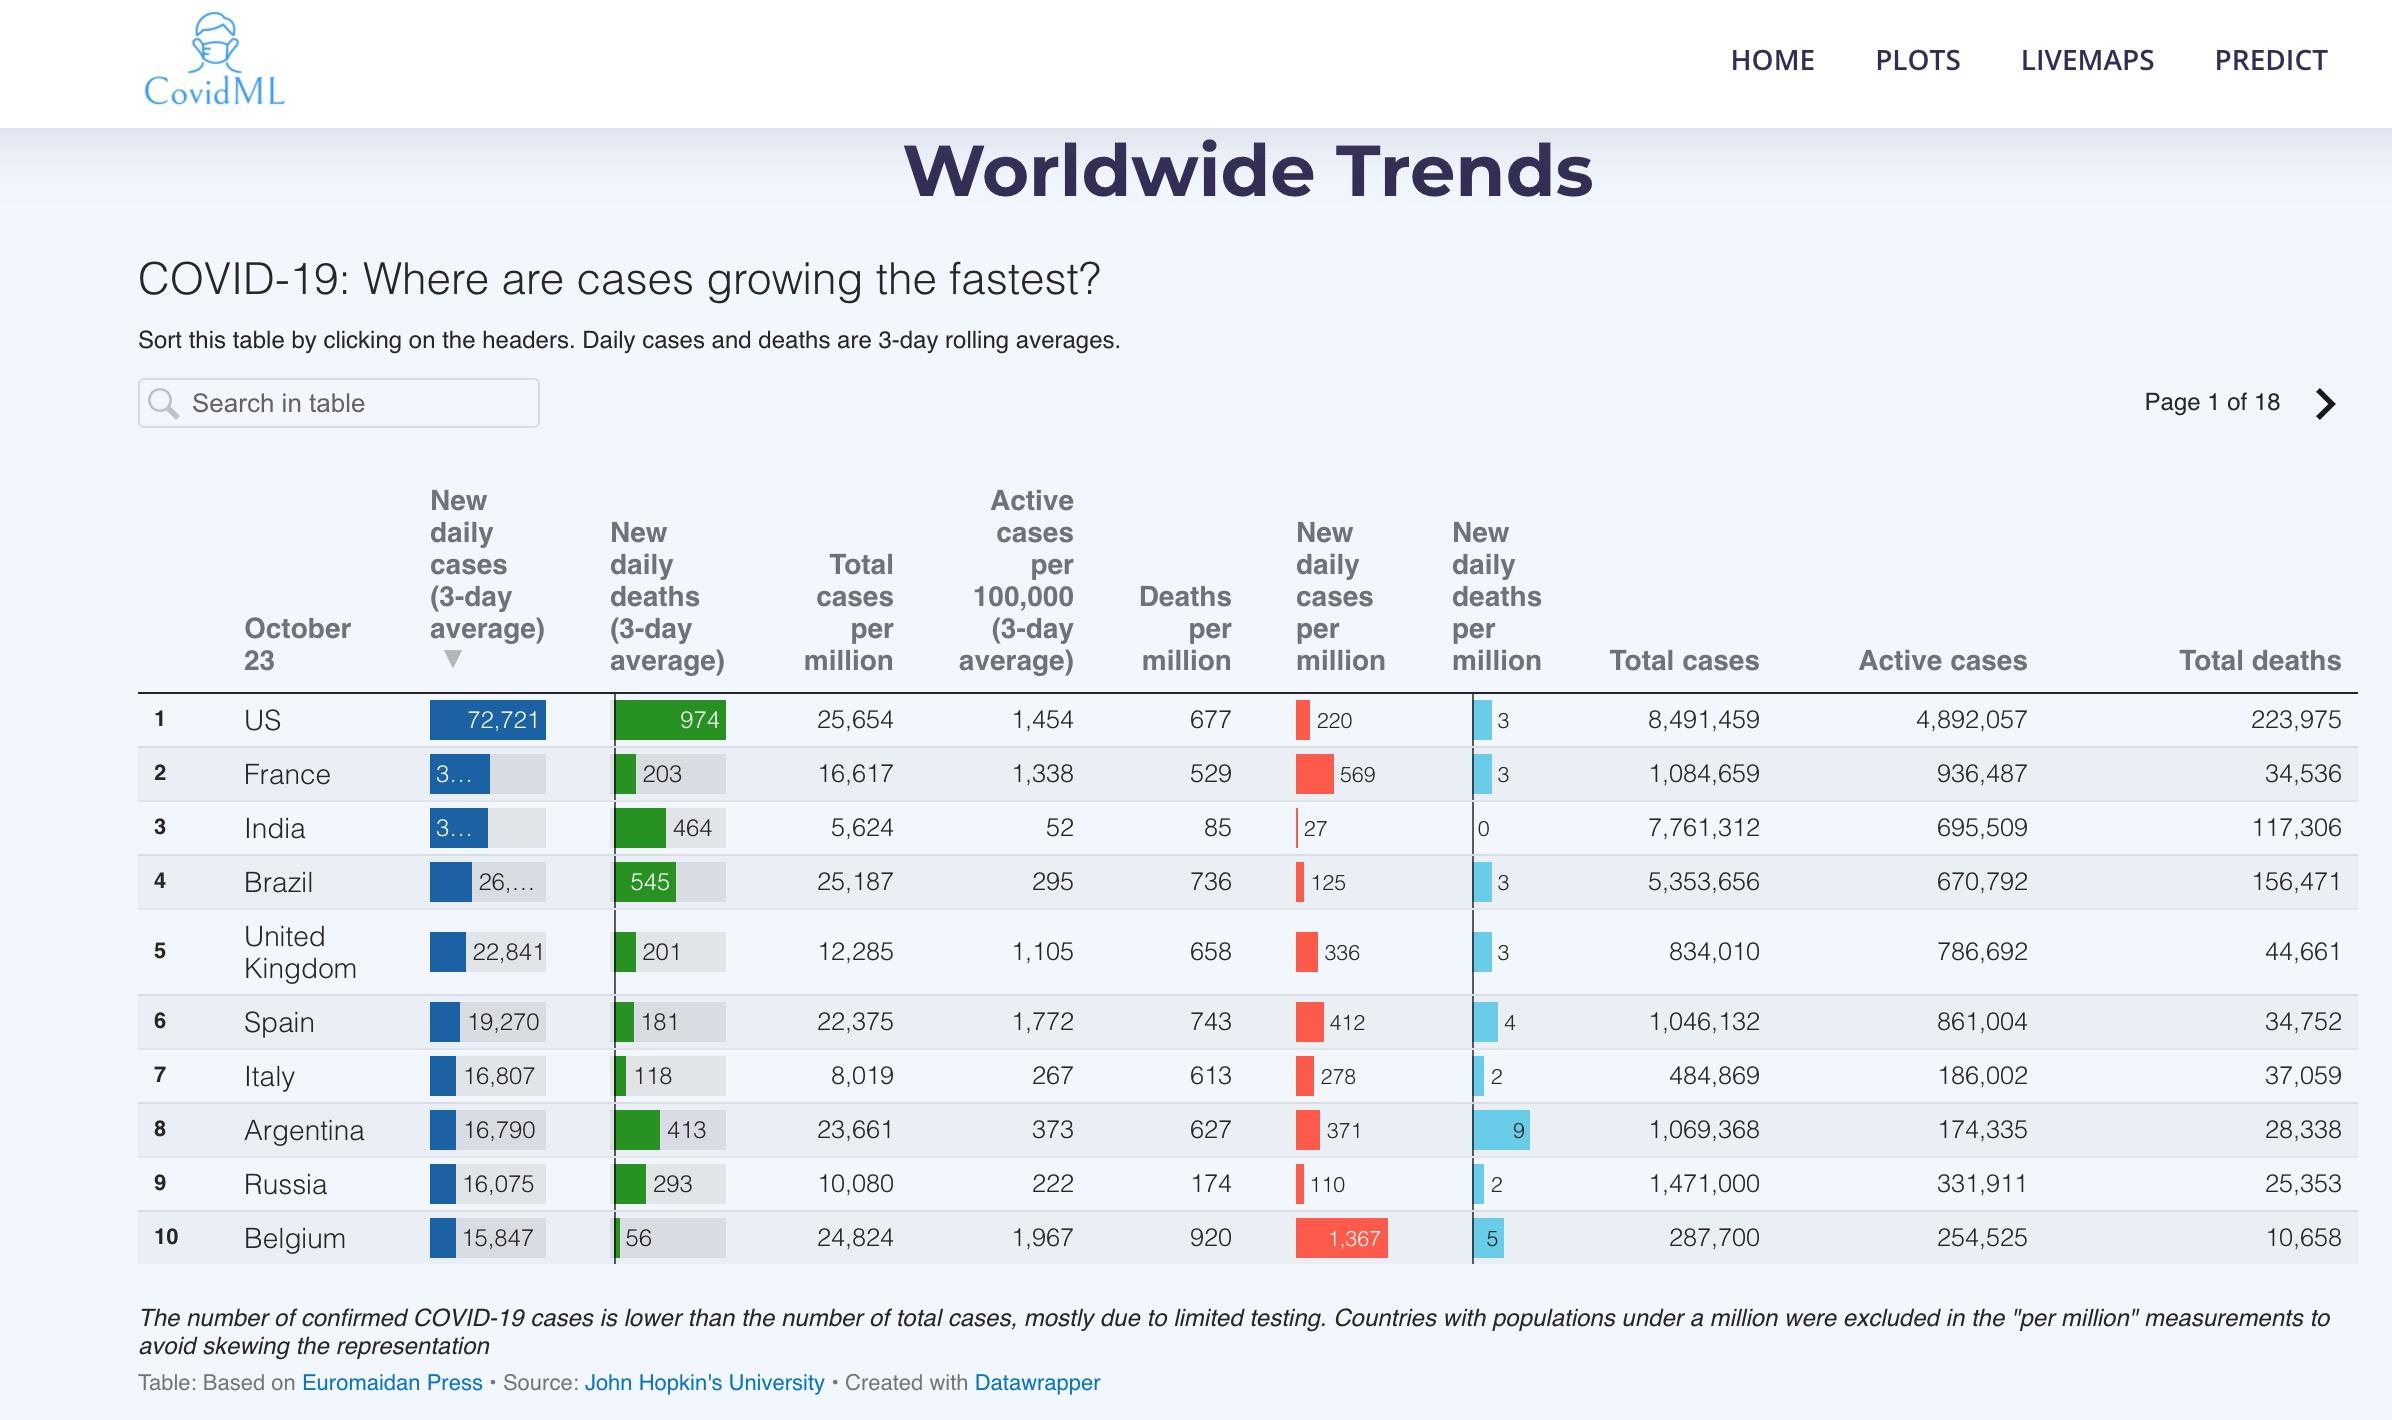 CovidML
HOME PLOTS LIVEMAPS PREDICT
Worldwide Trends
COVID-19: Where are cases growing the fastest?
Sort this table by clicking on the headers. Daily cases and deaths are 3-day rolling averages.
Search in table
Page 1 of 18
October
23
New
daily
cases
(3-day
average)
▼
New
daily
deaths
(3-day
average)
Total
cases
per
million
Active
cases
per
100,000
(3-day
average)
Deaths
per
million
New
daily
cases
per
million
New
daily
deaths
per
million
Total cases
Active cases
Total deaths
1 US 72,721 974 25,654 1,454 677 220 3 8,491,459 4,892,057 223,975
2 France 3... 203 16,617 1,338 529 569 3 1,084,659 936,487 34,536
3 India 3... 464 5,624 52 85 27 0 7,761,312 695,509 117,306
4 Brazil 26,... 545 25,187 295 736 125 3 5,353,656 670,792 156,471
5 United
Kingdom 22,841 201 12,285 1,105 658 336 3 834,010 786,692 44,661
6 Spain 19,270 181 22,375 1,772 743 412 4 1,046,132 861,004 34,752
7 Italy 16,807 118 8,019 267 613 278 2 484,869 186,002 37,059
8 Argentina 16,790 413 23,661 373 627 371 9 1,069,368 174,335 28,338
9 Russia 16,075 293 10,080 222 174 110 2 1,471,000 331,911 25,353
10 Belgium 15,847 56 24,824 1,967 920 1,367 5 287,700 254,525 10,658
The number of confirmed COVID-19 cases is lower than the number of total cases, mostly due to limited testing. Countries with populations under a million were excluded in the "per million" measurements to
avoid skewing the representation
Table: Based on Euromaidan Press • Source: John Hopkin's University • Created with Datawrapper